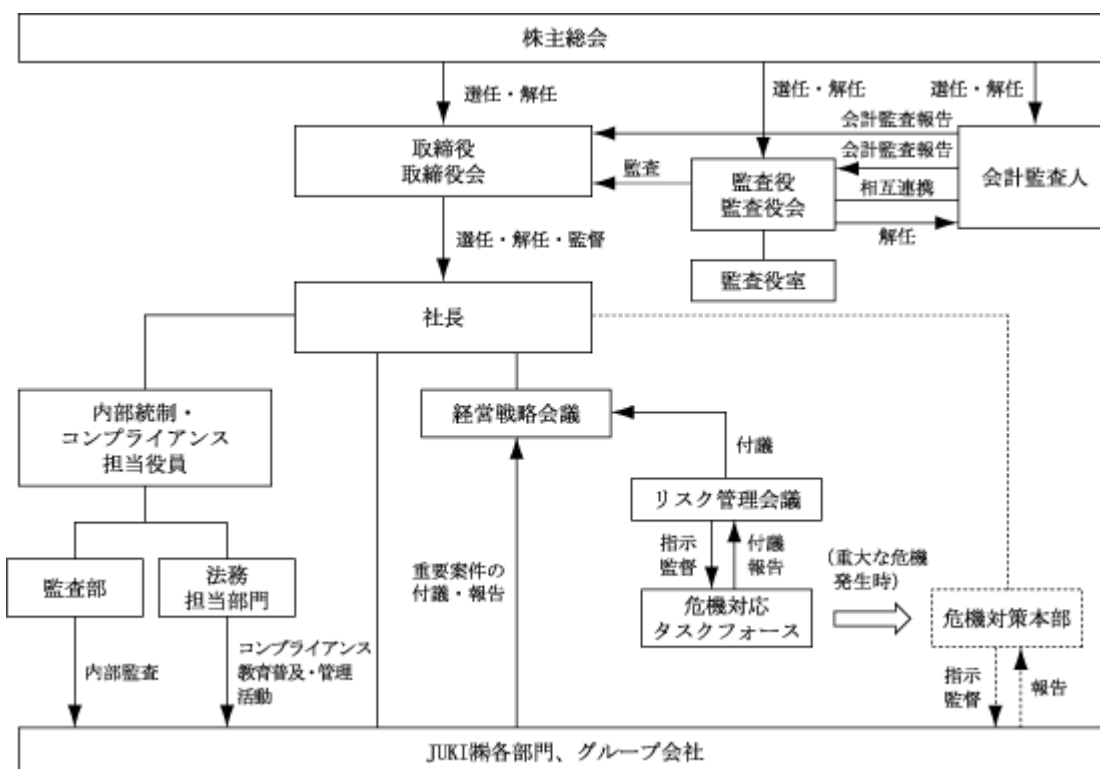 株主総会
選任・解任
選任・解任
選任・解任
会計監査報告
取締役
取締役会
会計監査報告
監査
監査役
監査役会
相互連携
会計監査人
解任
選任・解任・監督
監査役室
社長
内部統制・
コンプライアンス
担当役員
経営戦略会議
付議
リスク管理会議
指示
監督
付議
報告
(重大な危機
発生時)
監査部
法務
担当部門
重要案件の
付議・報告
危機対応
タスクフォース
危機対策本部
内部監査
コンプライアンス
教育普及・管理
活動
指示
監督
報告
JUKI㈱各部門、グループ会社